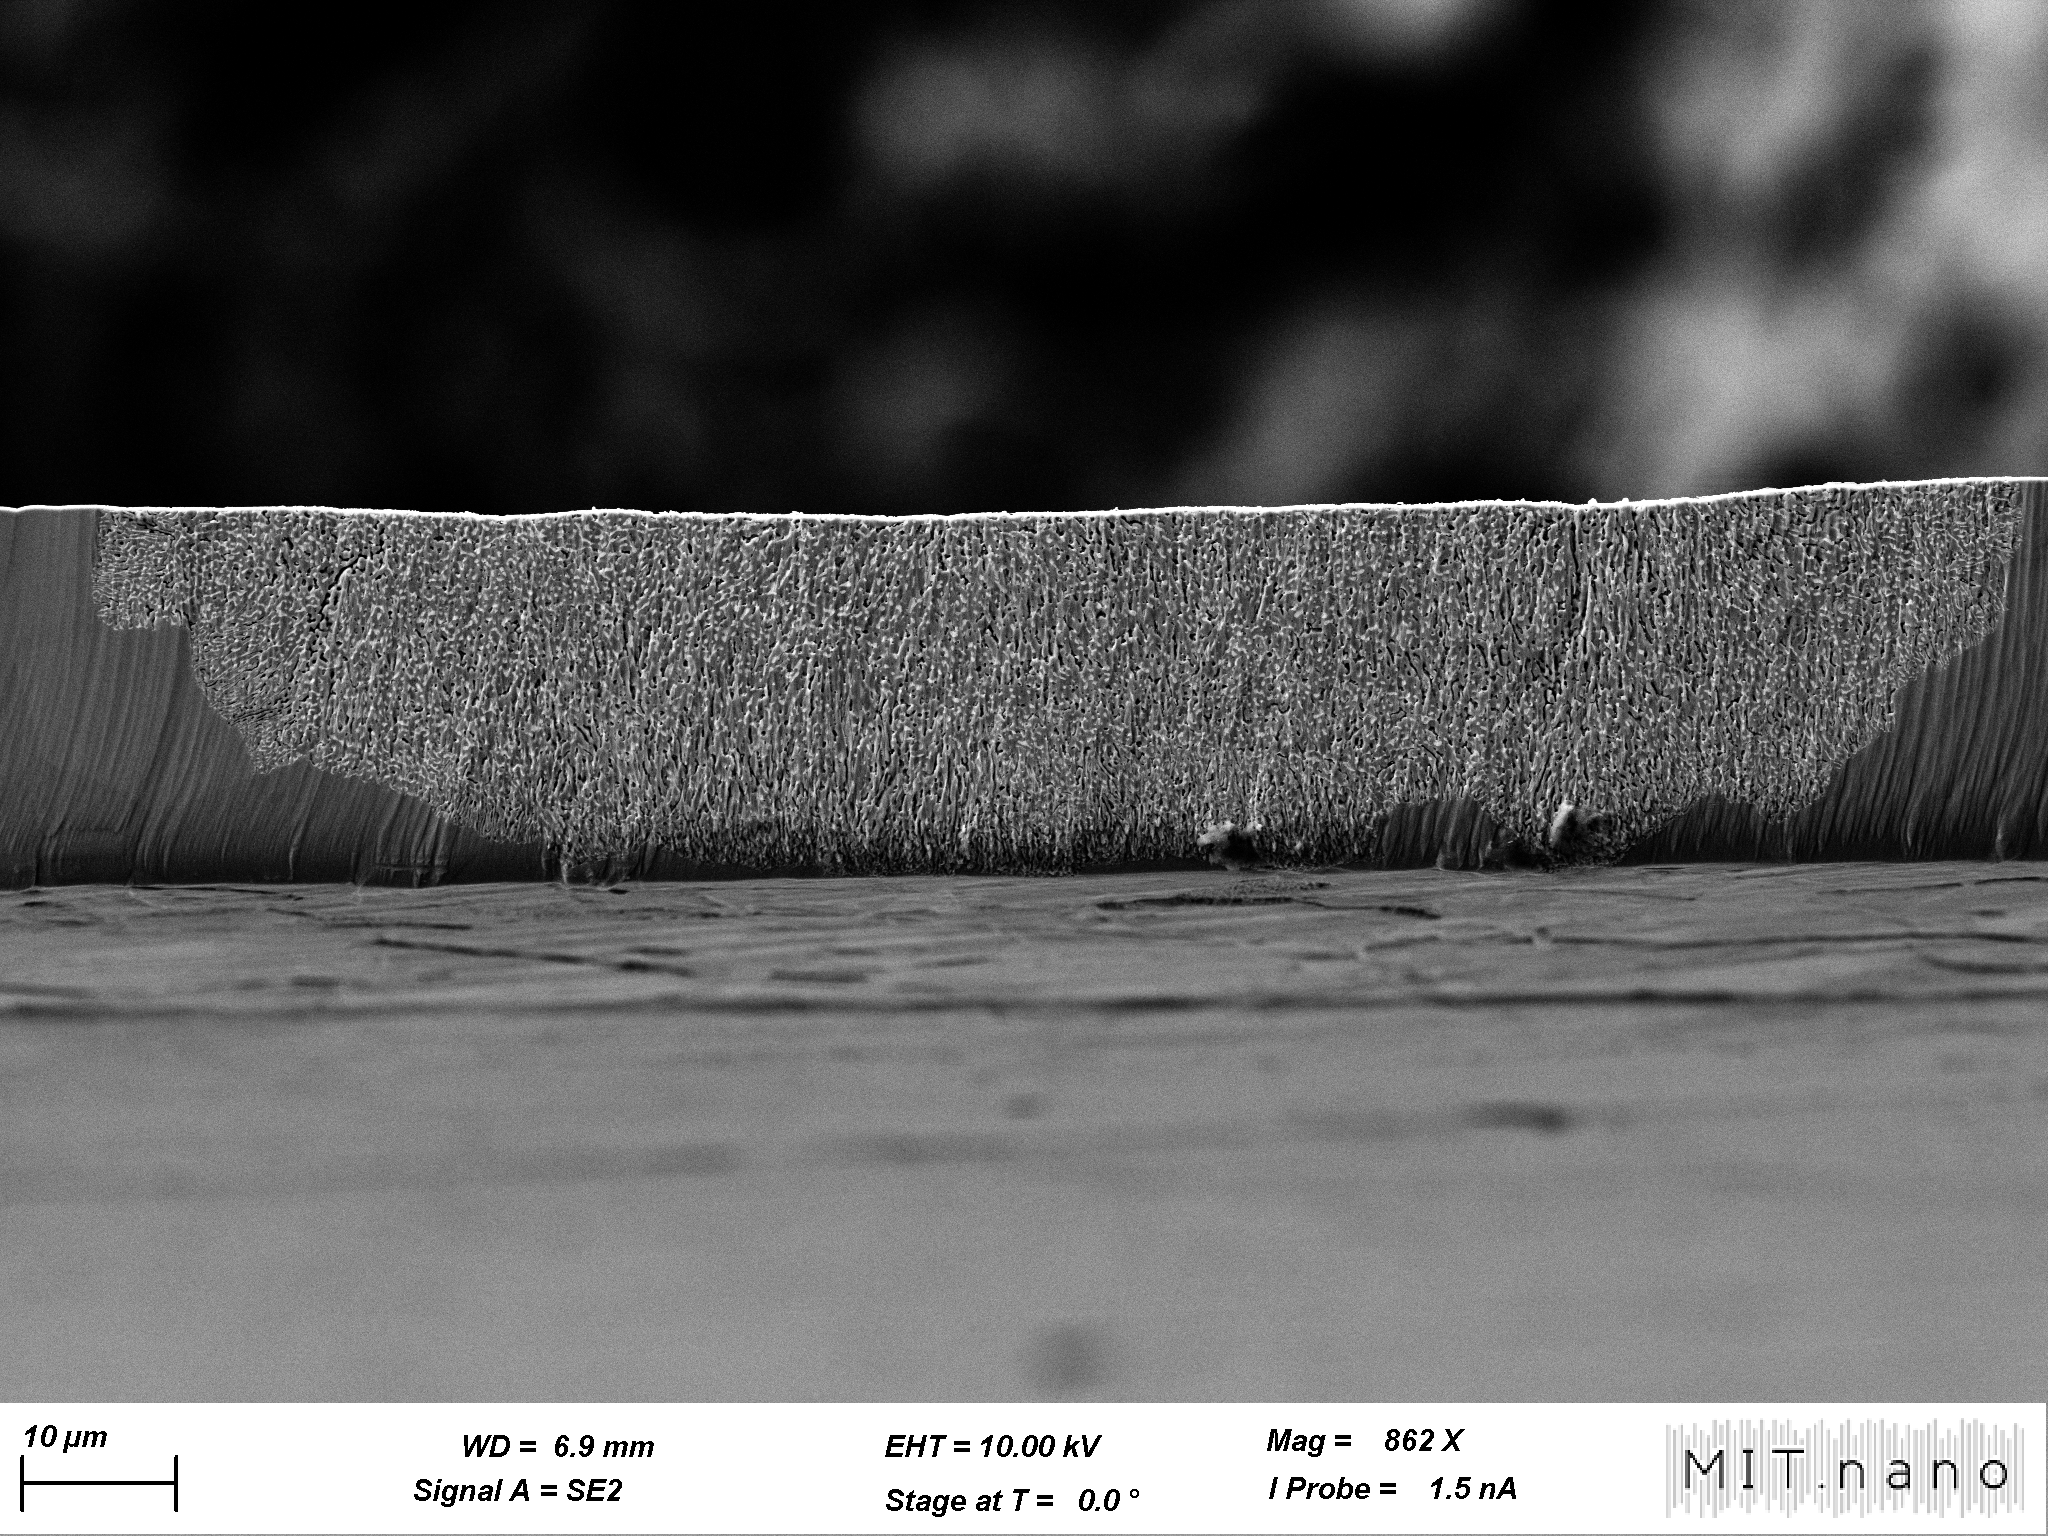 10 µm
WD = 6.9 mm
Signal A = SE2
EHT = 10.00 kV
Stage at T = 0.0 °
Mag = 862 X
I Probe = 1.5 nA
MIT.nano